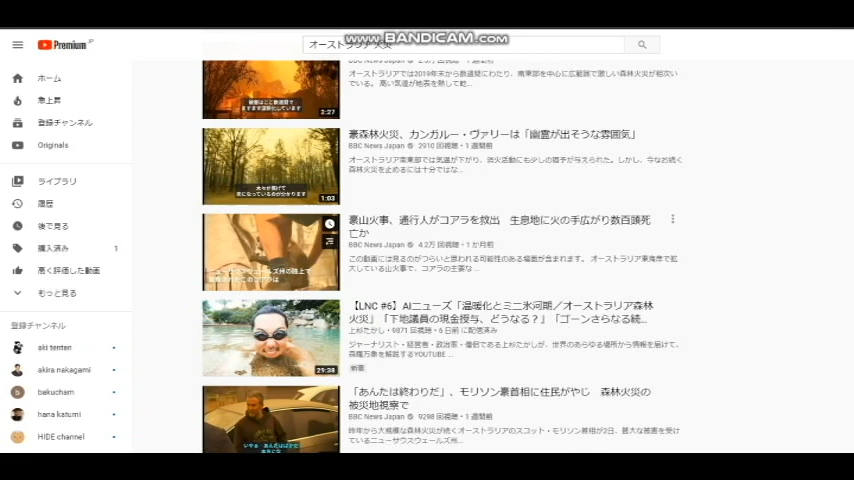 www.BANDICAM.com
Premium JP
オーストラリア火災
ホーム
急上昇
登録チャンネル
Originals
ライブラリ
履歴
後で見る
購入済み 1
高く評価した動画
もっと見る
登録チャンネル
aki tenten
akira nakagami
bakucham
hana katumi
HIDE channel
オーストラリアでは2019年末から数週間にわたり、南東部を中心に広範囲で激しい森林火災が相次い
でいる。 高い気温が地表を熱して乾...
3:27
豪森林火災、カンガルー・ヴァリーは「幽霊が出そうな雰囲気」
BBC News Japan • 2910 回視聴・1 週間前
オーストラリア南東部では気温が下がり、消火活動にも少しの猶予が与えられた。しかし、今なお続く
火災を止めるには十分ではな...
1:03
豪山火事、通行人がコアラを救出 生息地に火の手広がり数百頭死
亡か
BBC News Japan • 4.2万 回視聴・1 か月前
この動画には見るのがつらいと思われる可能性のある場面が含まれます。 オーストラリア東海岸で拡
大している山火事で、コアラの主要な...
【LNC #6】AIニューズ「温暖化とミニ氷河期／オーストラリア森林
火災」「下地議員の現金授与、どうなる？」「ゴーンさらなる続...
上杉たかし・9871 回視聴・6 日前 に配信済み
ジャーナリスト・経営者・政治家・僧侶である上杉たかしが、世界のあらゆる場所から情報を届けて、
森羅万象を解説するYOUTUBE ...
新着
29:38
「あんたは終わりだ」、モリソン豪首相に住民がやじ 森林火災の
被災地視察で
BBC News Japan • 9298 回視聴・1 週間前
昨年から大規模な森林火災が続くオーストラリアのスコット・モリソン首相が2日、甚大な被害を受け
ているニューサウスウェールズ州...